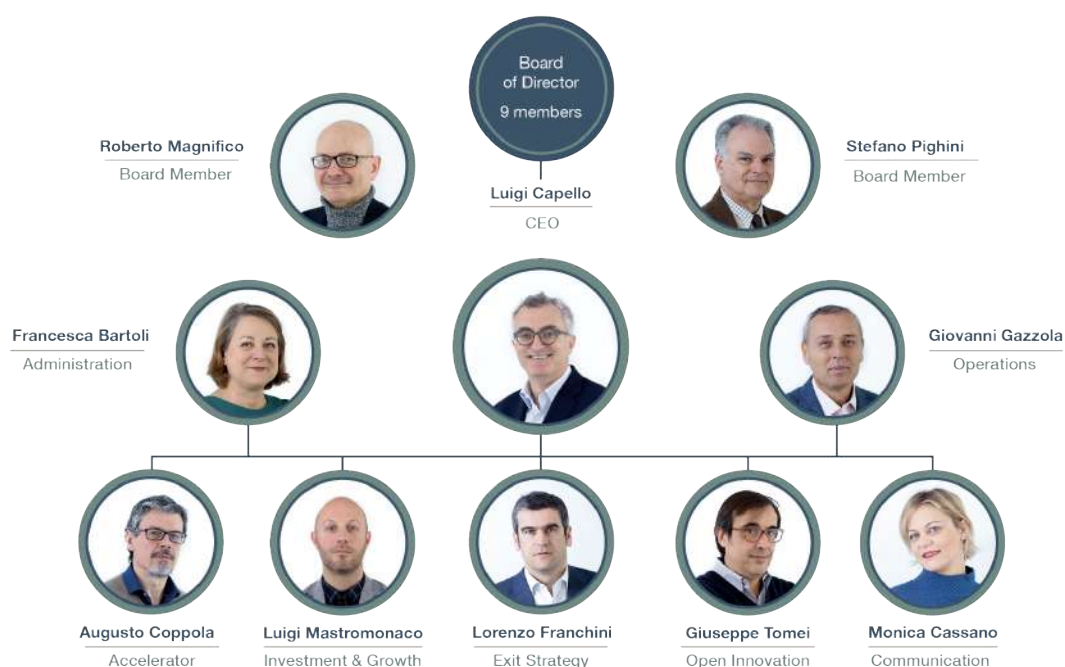 Board
of Director
9 members
Roberto Magnifico
Board Member
Stefano Pighini
Board Member
Luigi Capello
CEO
Francesca Bartoli
Administration
Giovanni Gazzola
Operations
Augusto Coppola
Accelerator
Luigi Mastromonaco
Investment & Growth
Lorenzo Franchini
Exit Strategy
Giuseppe Tomei
Open Innovation
Monica Cassano
Communication